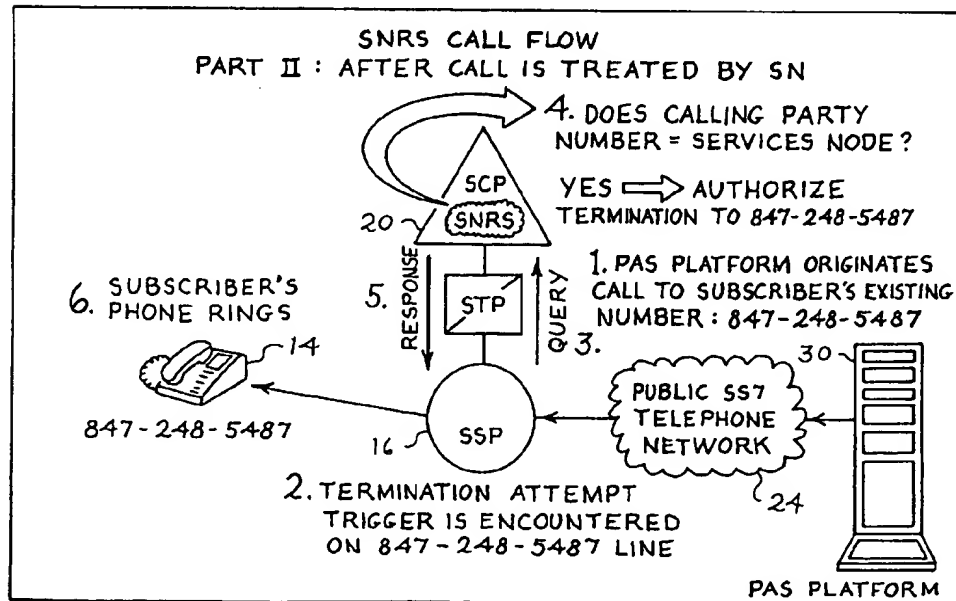 SNRS CALL FLOW
PART II : AFTER CALL IS TREATED BY SN
4. DOES CALLING PARTY
NUMBER = SERVICES NODE ?
SCP
SNRS
20
YES ⇒ AUTHORIZE
TERMINATION TO 847-248-5487
1. PAS PLATFORM ORIGINATES
CALL TO SUBSCRIBER'S EXISTING
NUMBER : 847-248-5487
5.
RESPONSE
STP
QUERY
3.
6. SUBSCRIBER'S
PHONE RINGS
14
847-248-5487
16
SSP
PUBLIC SS7
TELEPHONE
NETWORK
24
30
2. TERMINATION ATTEMPT
TRIGGER IS ENCOUNTERED
ON 847-248-5487 LINE
PAS PLATFORM